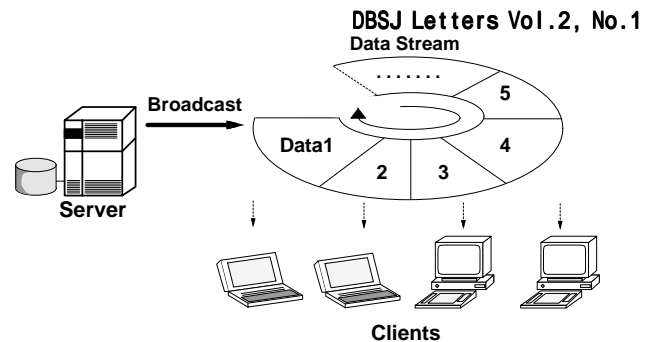 DBSJ Letters Vol.2, No.1
Data Stream
.......
Broadcast
5
Data1
4
2
3
Server
Clients